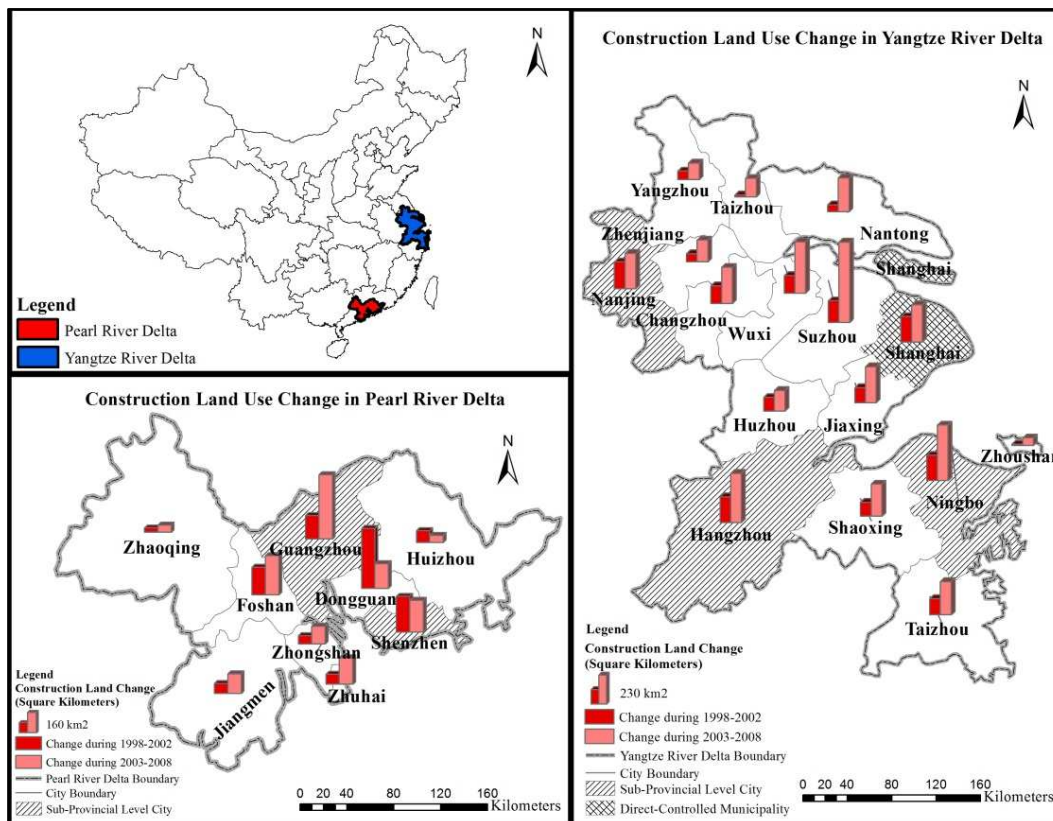 N
Legend
Pearl River Delta
Yangtze River Delta
Construction Land Use Change in Pearl River Delta
N
Zhaoqing
Guangzhou
Huizhou
Foshan
Dongguan
Shenzhen
Zhongshan
Zhuhai
Jiangmen
Legend
Construction Land Change
(Square Kilometers)
160 km2
Change during 1998-2002
Change during 2003-2008
Pearl River Delta Boundary
City Boundary
Sub-Provincial Level City
0 20 40 80 120 160
Kilometers
Construction Land Use Change in Yangtze River Delta
N
Yangzhou
Taizhou
Nantong
Zhenjiang
Shanghai
Nanjing
Changzhou
Wuxi
Suzhou
Shanghai
Huzhou
Jiaxing
Zhoushan
Ningbo
Hangzhou
Shaoxing
Taizhou
Legend
Construction Land Change
(Square Kilometers)
230 km2
Change during 1998-2002
Change during 2003-2008
Yangtze River Delta Boundary
City Boundary
Sub-Provincial Level City
Direct-Controlled Municipality
0 20 40 80 120 160
Kilometers